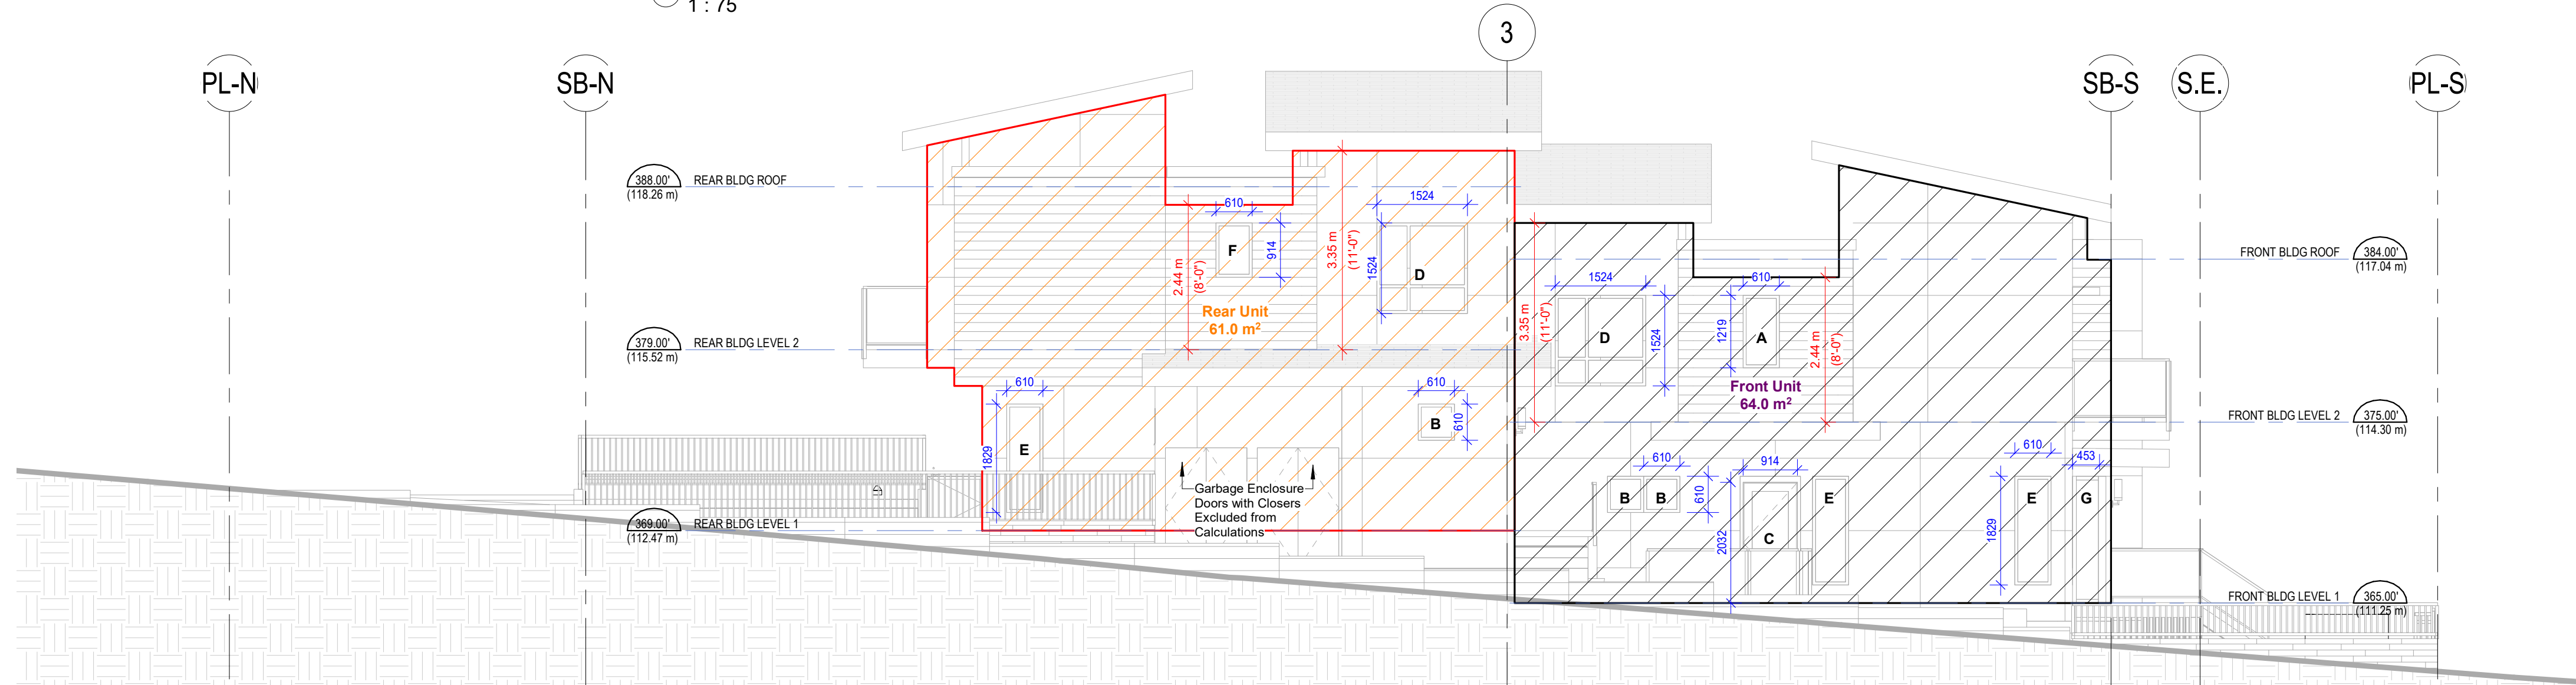 1 : 75
3
PL-N
SB-N
SB-S
S.E.
PL-S
388.00'
(118.26 m)
REAR BLDG ROOF
379.00'
(115.52 m)
REAR BLDG LEVEL 2
369.00'
(112.47 m)
REAR BLDG LEVEL 1
610
F
914
2.44 m
(8'-0")
3.35 m
(11'-0")
1524
1524
D
Rear Unit
61.0 m²
610
E
1829
610
B
610
Garbage Enclosure
Doors with Closers
Excluded from
Calculations
3.35 m
(11'-0")
1524
D
1524
610
A
1219
2.44 m
(8'-0")
Front Unit
64.0 m²
610
B
B
610
914
2032
C
E
610
E
1829
453
G
FRONT BLDG ROOF
384.00'
(117.04 m)
FRONT BLDG LEVEL 2
375.00'
(114.30 m)
FRONT BLDG LEVEL 1
365.00'
(111.25 m)